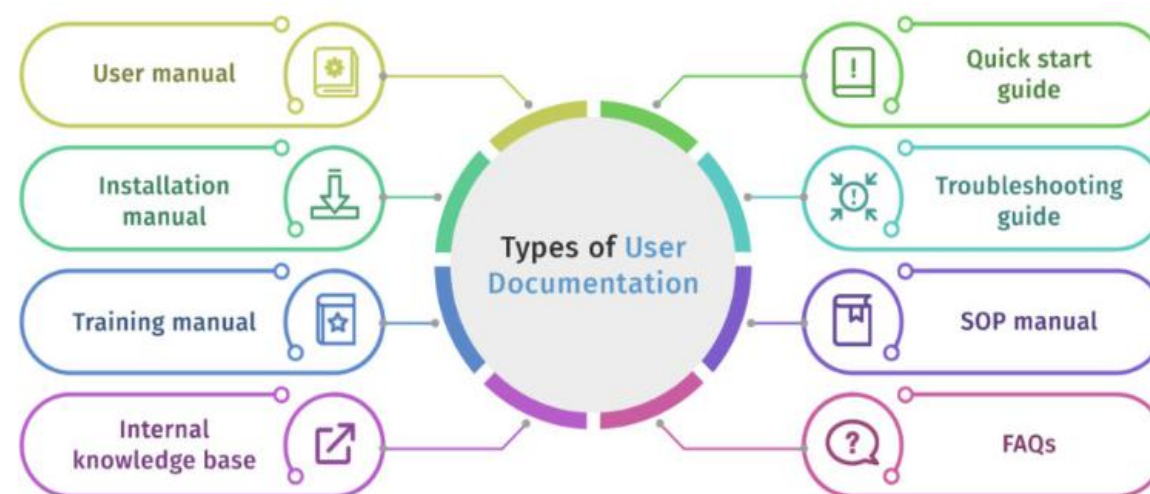 User manual
Installation
manual
Training manual
Internal
knowledge base
Types of User
Documentation
Quick start
guide
Troubleshooting
guide
SOP manual
FAQs